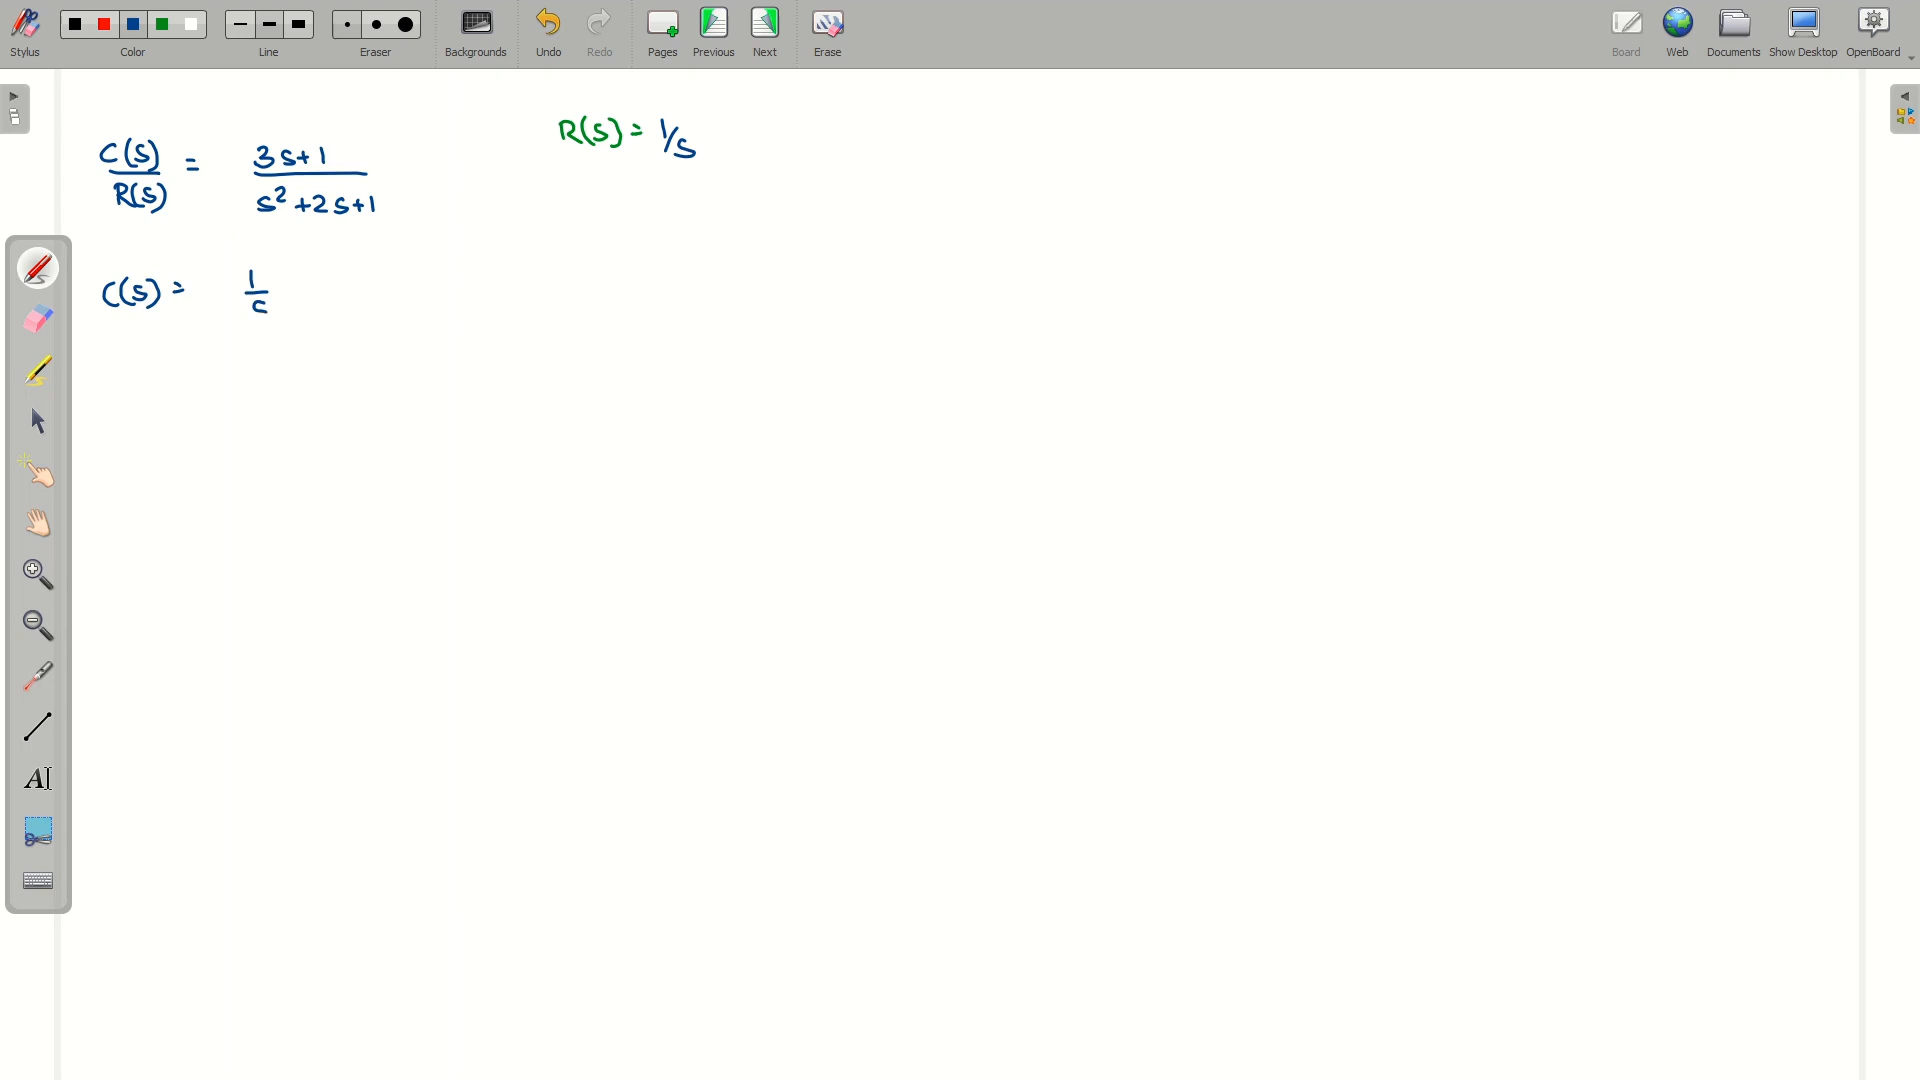 Stylus Color Line Eraser Backgrounds Undo Redo Pages Previous Next Erase Board Web Documents Show Desktop OpenBoard
R(s) = 1/s
C(s)/R(s) = 3s+1/s²+2s+1
C(s) = 1/s